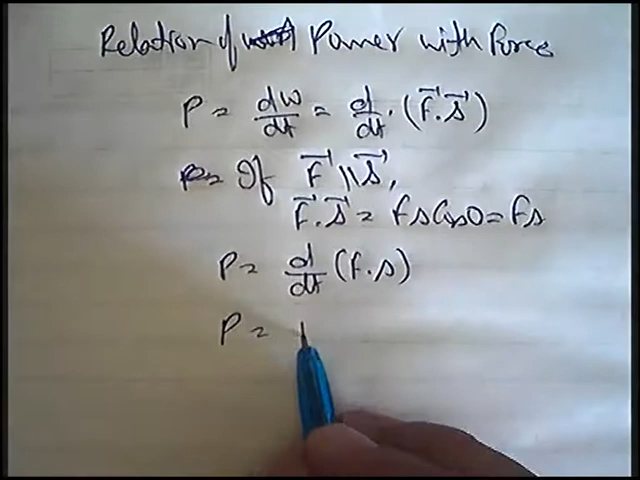 Relation of Power with Force
P = dw/dt = d/dt · (F⃗.s⃗)
P= If F⃗ || s⃗,
F⃗.s⃗ = Fs Cos0 = Fs
P = d/dt (F.s)
P =